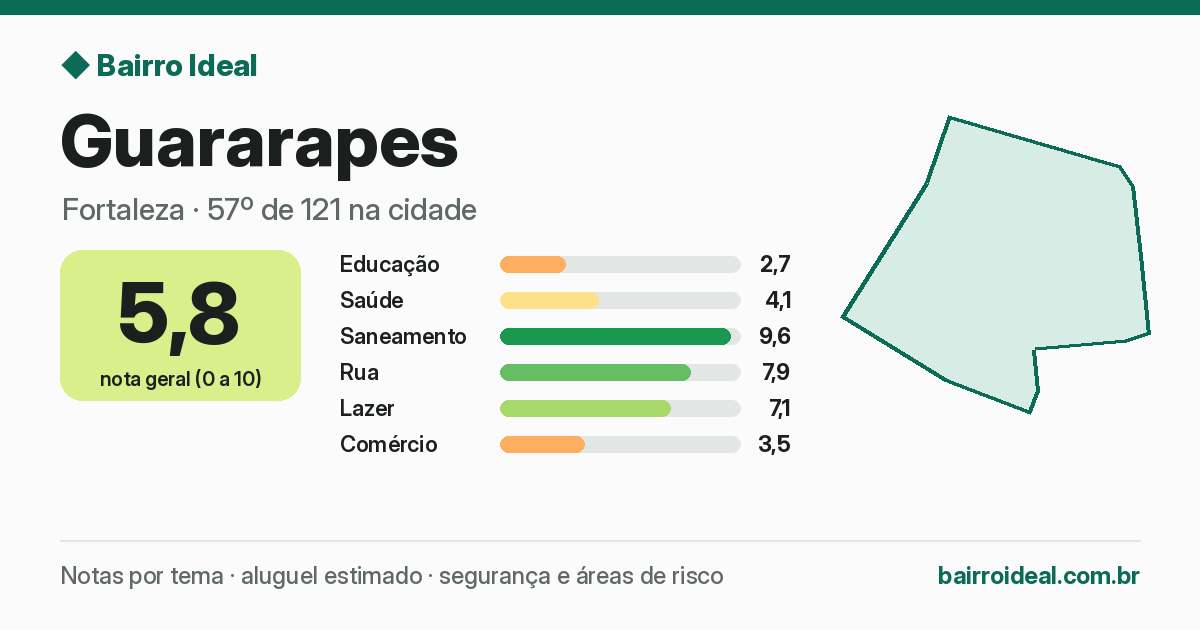 Bairro Ideal
Guararapes
Fortaleza · 57º de 121 na cidade
5,8
nota geral (0 a 10)
Educação 2,7
Saúde 4,1
Saneamento 9,6
Rua 7,9
Lazer 7,1
Comércio 3,5
Notas por tema · aluguel estimado · segurança e áreas de risco
bairroideal.com.br